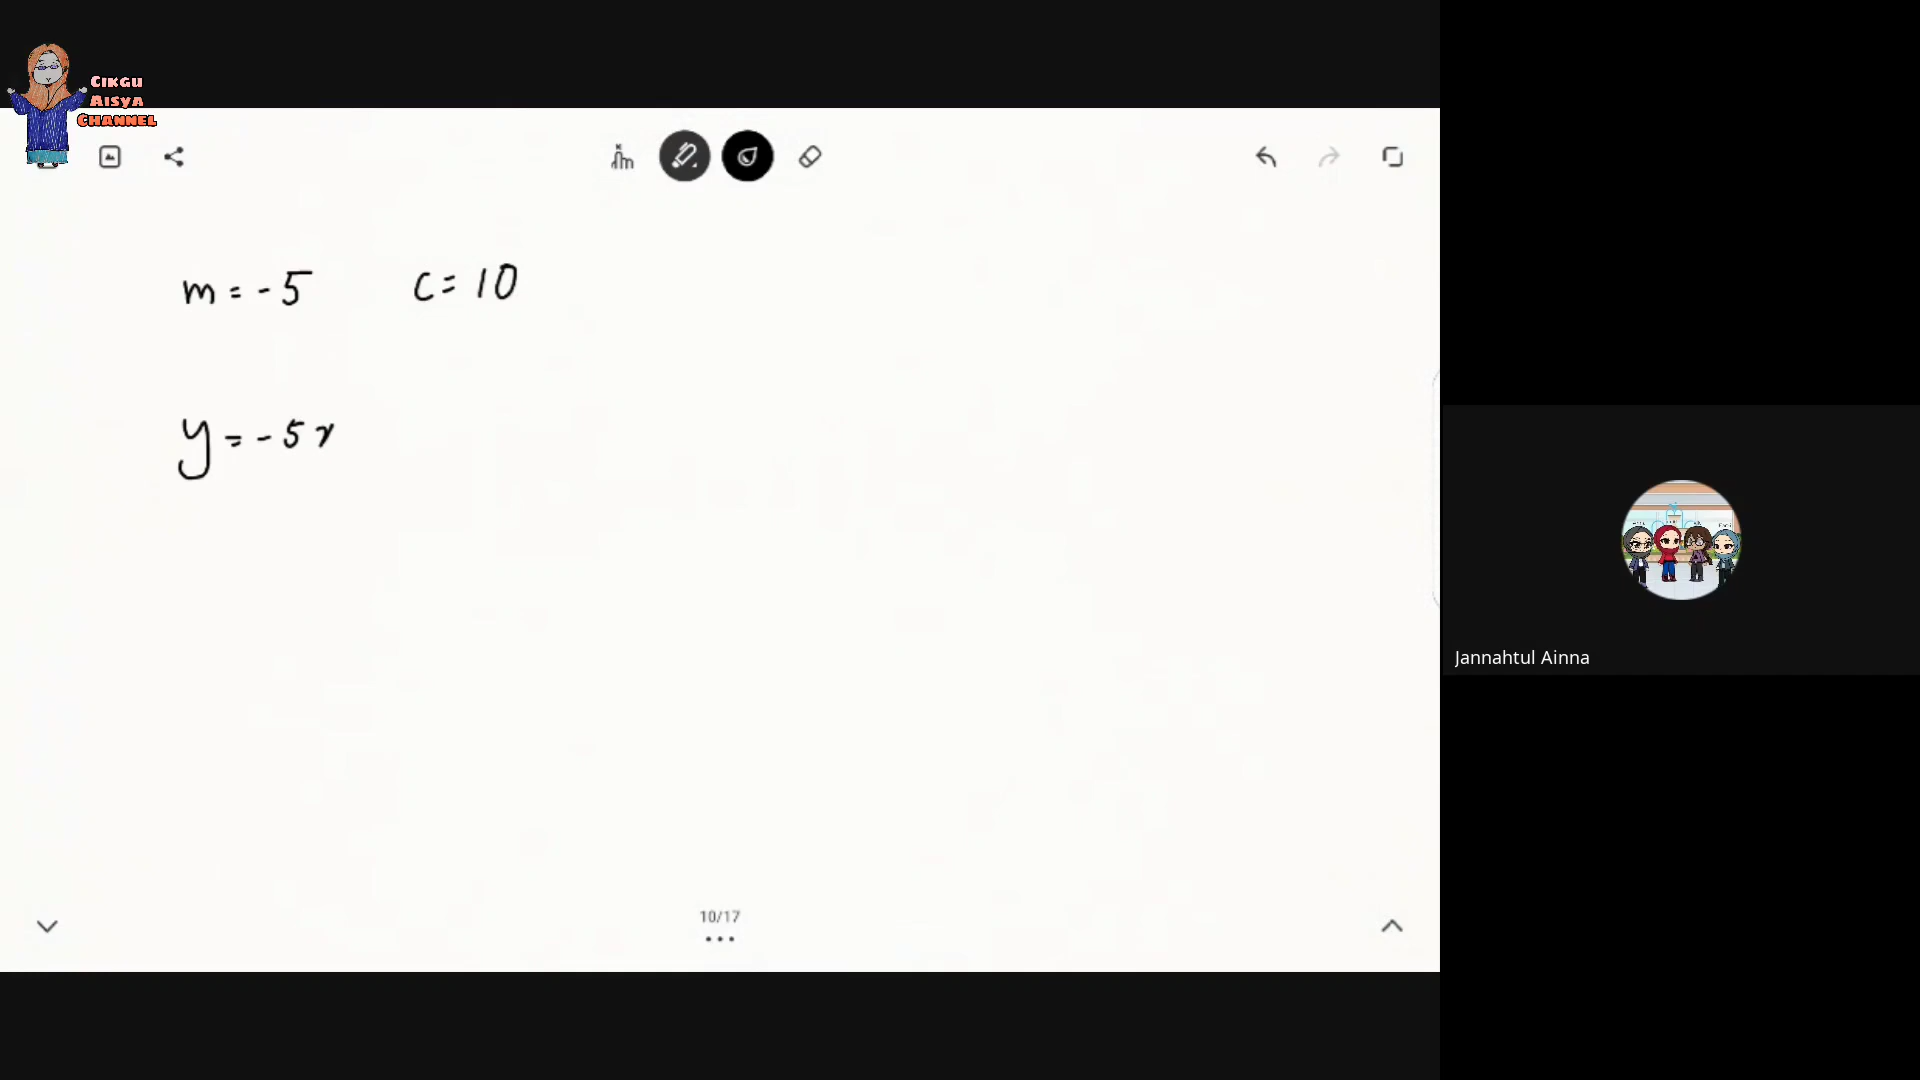 Cikgu
Aisya
Channel
m = -5 c = 10
y = -5x
10/17
Jannahtul Ainna